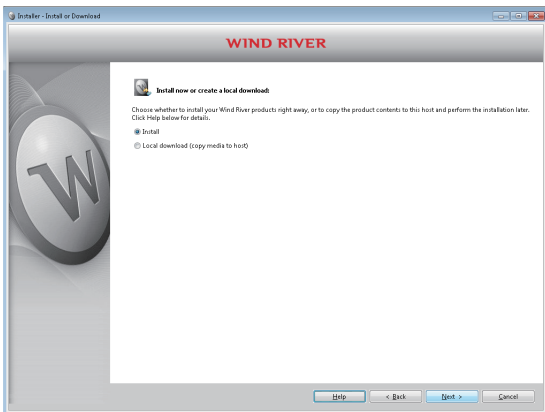 Installer - Install or Download
WIND RIVER
Install now or create a local download:
Choose whether to install your Wind River products right away, or to copy the product contents to this host and perform the installation later.
Click Help below for details.
Install
Local download (copy media to host)
W
Help
< Back
Next >
Cancel